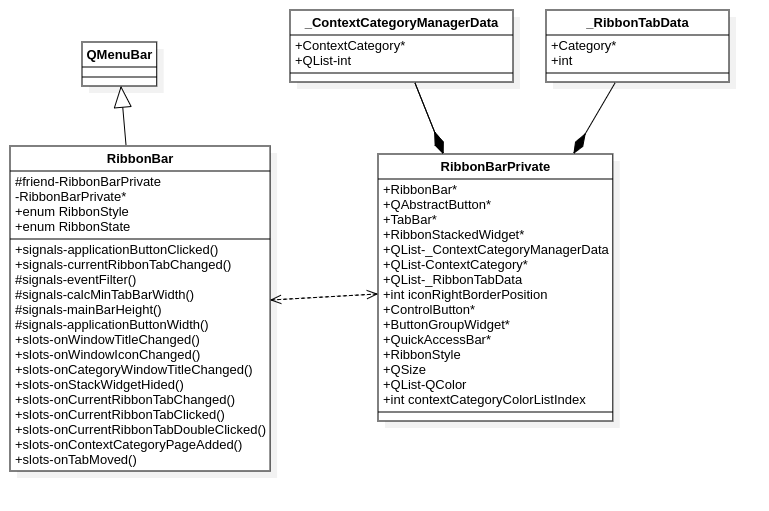 QMenuBar
_ContextCategoryManagerData
+ContextCategory*
+QList-int
_RibbonTabData
+Category*
+int
RibbonBar
#friend-RibbonBarPrivate
-RibbonBarPrivate*
+enum RibbonStyle
+enum RibbonState
+signals-applicationButtonClicked()
+signals-currentRibbonTabChanged()
#signals-eventFilter()
#signals-calcMinTabBarWidth()
#signals-mainBarHeight()
#signals-applicationButtonWidth()
+slots-onWindowTitleChanged()
+slots-onWindowIconChanged()
+slots-onCategoryWindowTitleChanged()
+slots-onStackWidgetHided()
+slots-onCurrentRibbonTabChanged()
+slots-onCurrentRibbonTabClicked()
+slots-onCurrentRibbonTabDoubleClicked()
+slots-onContextCategoryPageAdded()
+slots-onTabMoved()
RibbonBarPrivate
+RibbonBar*
+QAbstractButton*
+TabBar*
+RibbonStackedWidget*
+QList-_ContextCategoryManagerData
+QList-ContextCategory*
+QList-_RibbonTabData
+int iconRightBorderPosition
+ControlButton*
+ButtonGroupWidget*
+QuickAccessBar*
+RibbonStyle
+QSize
+QList-QColor
+int contextCategoryColorListIndex